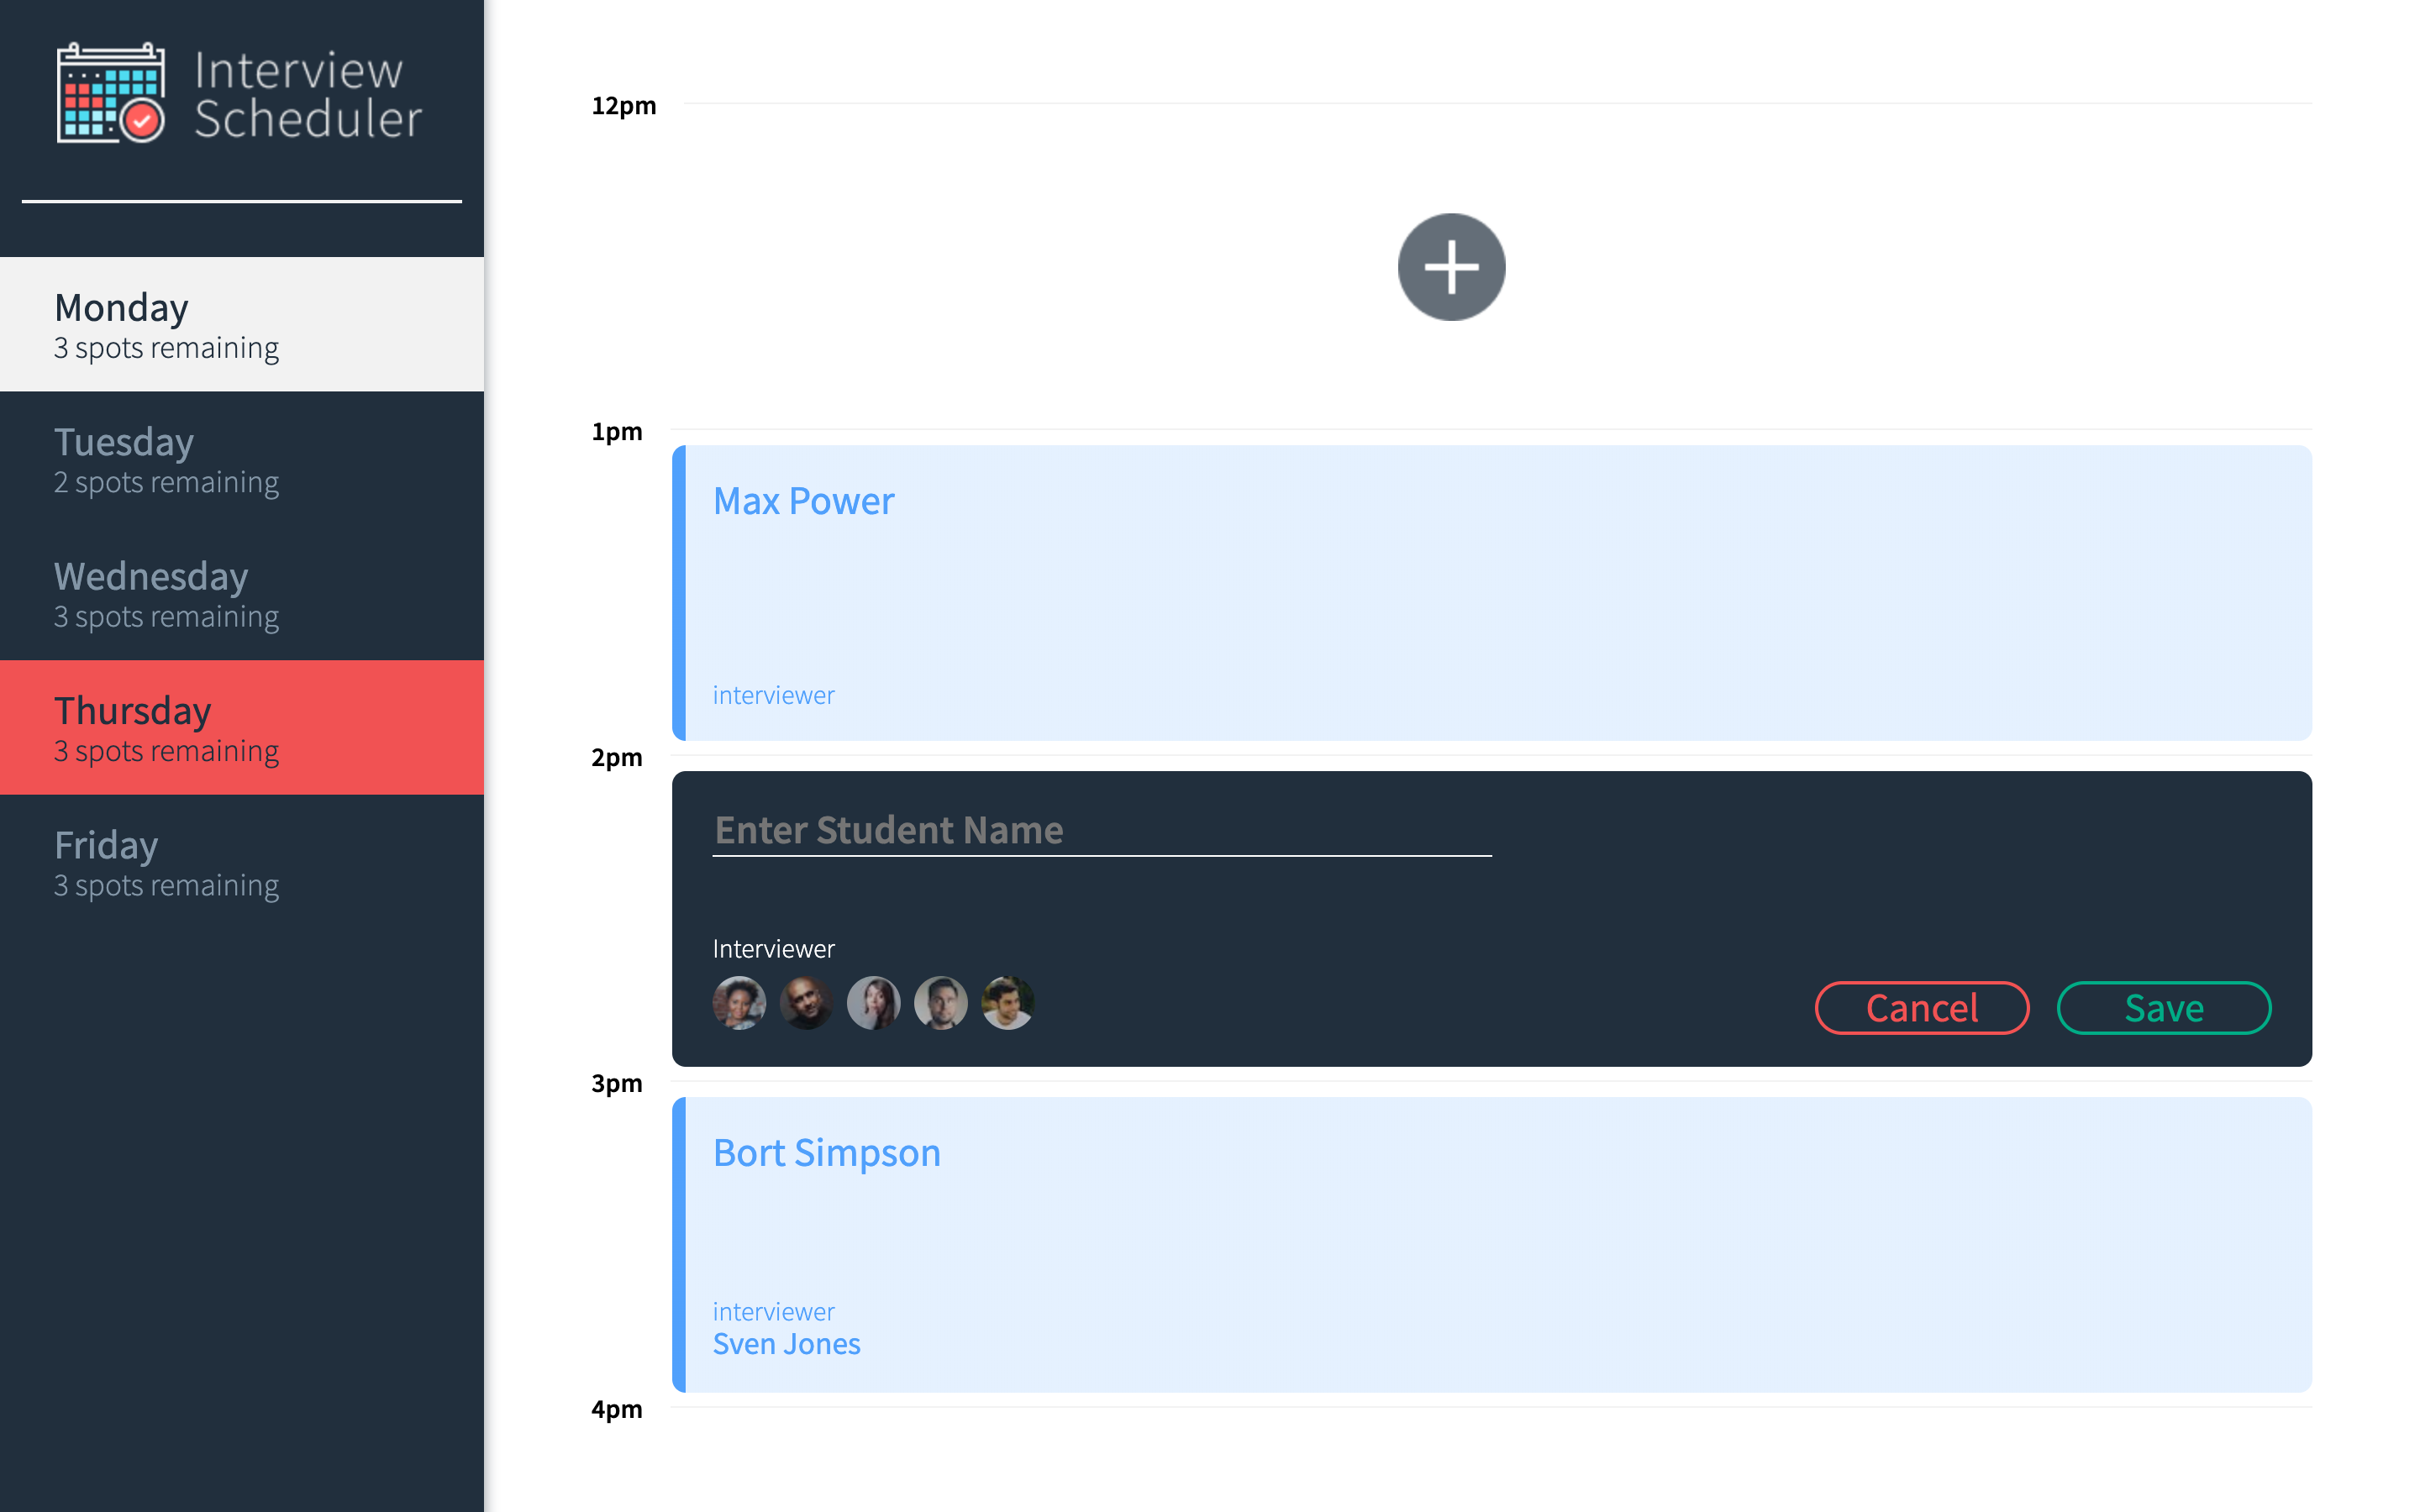 Interview
Scheduler
Monday
3 spots remaining
Tuesday
2 spots remaining
Wednesday
3 spots remaining
Thursday
3 spots remaining
Friday
3 spots remaining
12pm
1pm
Max Power
interviewer
2pm
Enter Student Name
Interviewer
Cancel Save
3pm
Bort Simpson
interviewer
Sven Jones
4pm